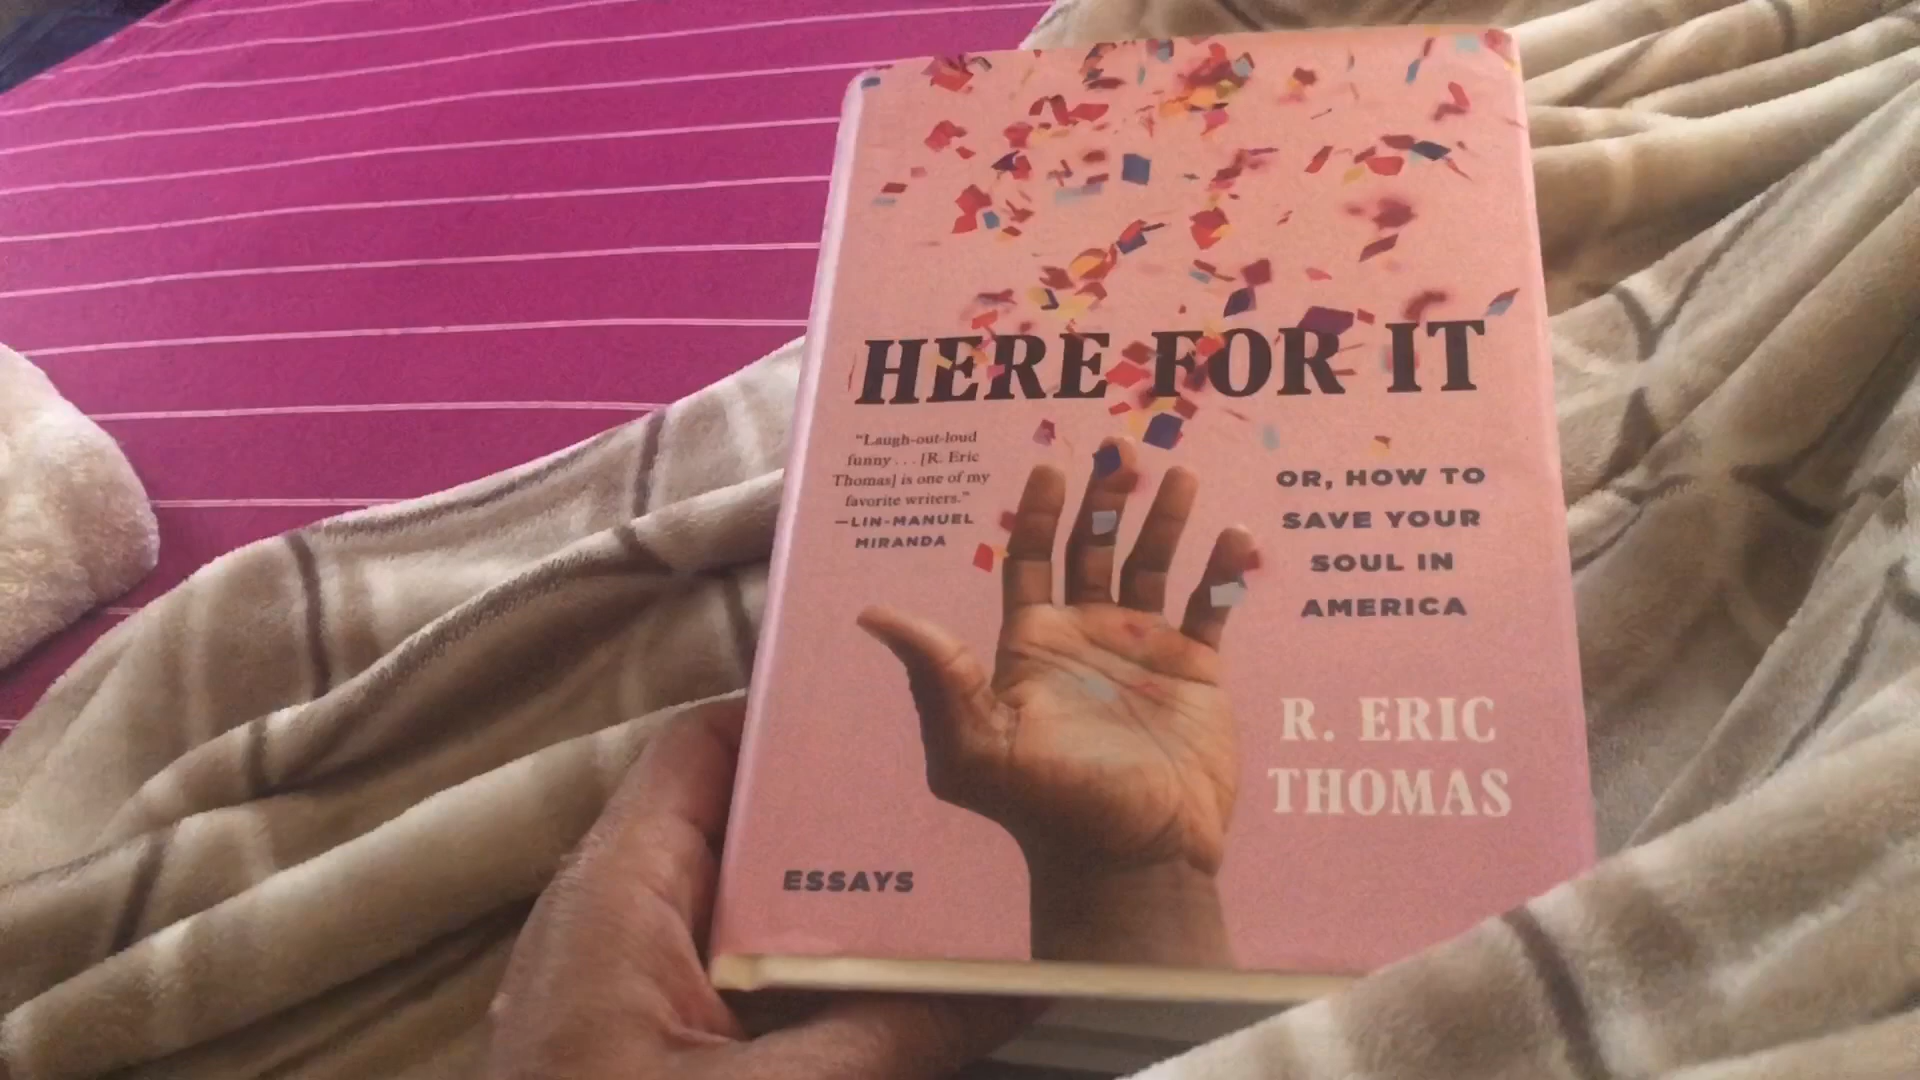 HERE FOR IT
"Laugh-out-loud
funny . . . [R. Eric
Thomas] is one of my
favorite writers."
—LIN-MANUEL
MIRANDA
OR, HOW TO
SAVE YOUR
SOUL IN
AMERICA
R. ERIC
THOMAS
ESSAYS